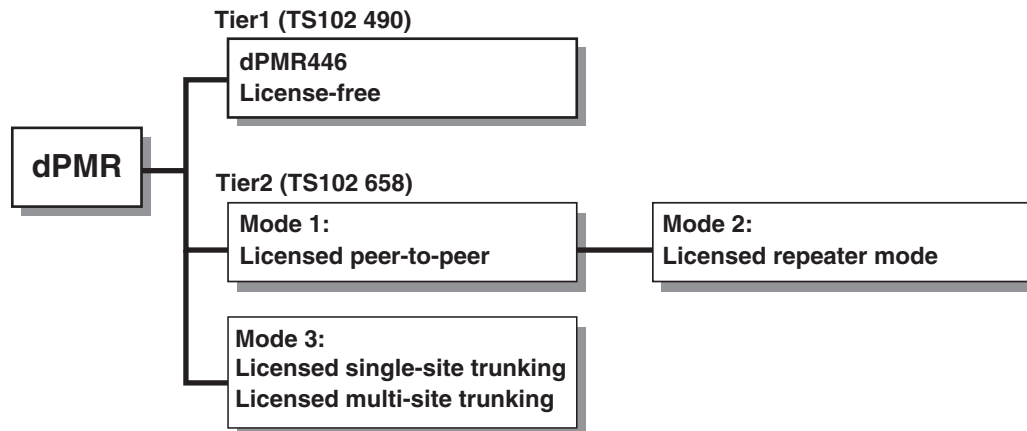 Tier1 (TS102 490)
dPMR446
License-free
dPMR
Tier2 (TS102 658)
Mode 1:
Licensed peer-to-peer
Mode 2:
Licensed repeater mode
Mode 3:
Licensed single-site trunking
Licensed multi-site trunking